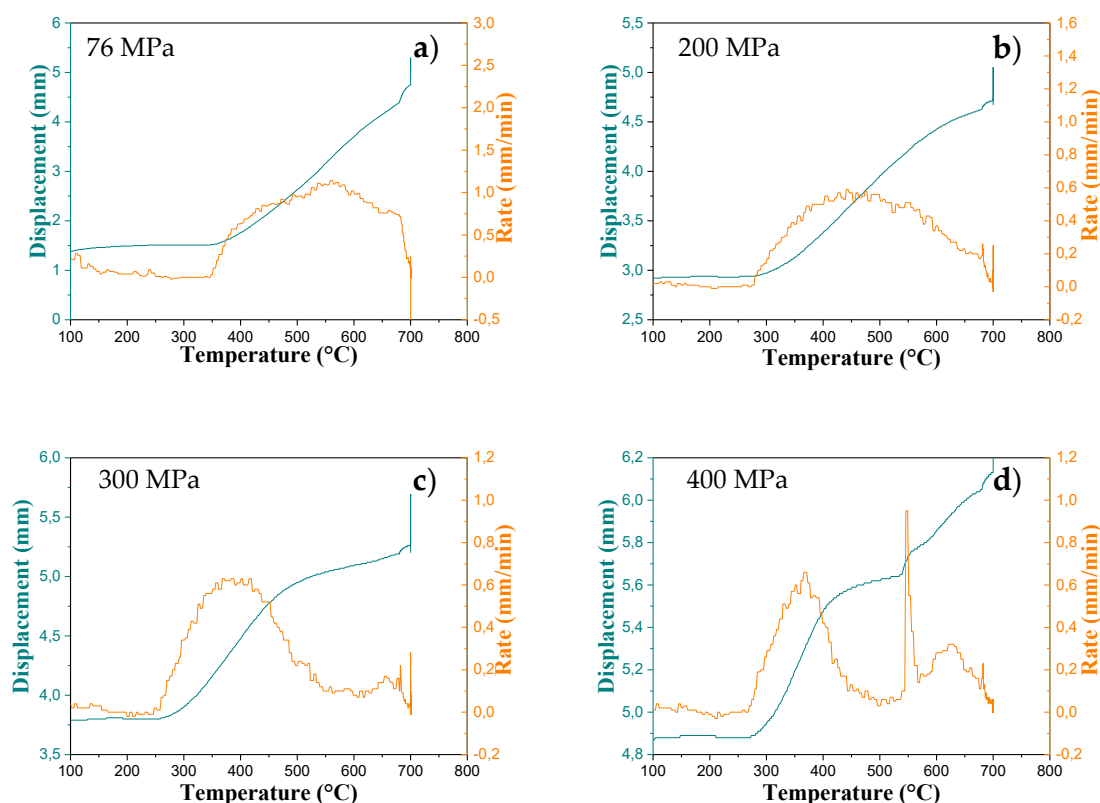 76 MPa
a)
Displacement (mm)
6
5
4
3
2
1
0
Rate (mm/min)
3,0
2,5
2,0
1,5
1,0
0,5
0,0
-0,5
100 200 300 400 500 600 700 800
Temperature (°C)
200 MPa
b)
Displacement (mm)
5,5
5,0
4,5
4,0
3,5
3,0
2,5
Rate (mm/min)
1,6
1,4
1,2
1,0
0,8
0,6
0,4
0,2
0,0
-0,2
100 200 300 400 500 600 700 800
Temperature (°C)
300 MPa
c)
Displacement (mm)
6,0
5,5
5,0
4,5
4,0
3,5
Rate (mm/min)
1,2
1,0
0,8
0,6
0,4
0,2
0,0
-0,2
100 200 300 400 500 600 700 800
Temperature (°C)
400 MPa
d)
Displacement (mm)
6,2
6,0
5,8
5,6
5,4
5,2
5,0
4,8
Rate (mm/min)
1,2
1,0
0,8
0,6
0,4
0,2
0,0
-0,2
100 200 300 400 500 600 700 800
Temperature (°C)